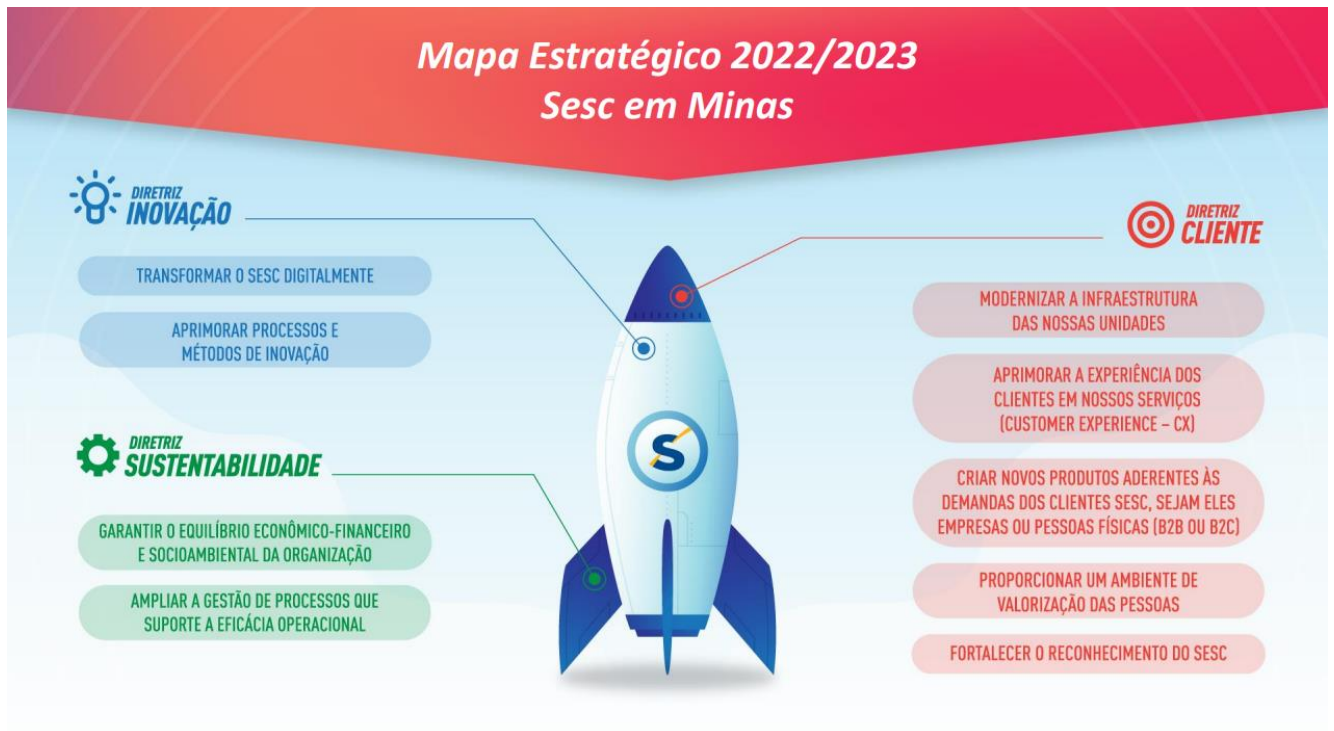 Mapa Estratégico 2022/2023
Sesc em Minas
DIRETRIZ
INOVAÇÃO
TRANSFORMAR O SESC DIGITALMENTE
APRIMORAR PROCESSOS E
MÉTODOS DE INOVAÇÃO
DIRETRIZ
SUSTENTABILIDADE
GARANTIR O EQUILÍBRIO ECONÔMICO-FINANCEIRO
E SOCIOAMBIENTAL DA ORGANIZAÇÃO
AMPLIAR A GESTÃO DE PROCESSOS QUE
SUPORTE A EFICÁCIA OPERACIONAL
S
DIRETRIZ
CLIENTE
MODERNIZAR A INFRAESTRUTURA
DAS NOSSAS UNIDADES
APRIMORAR A EXPERIÊNCIA DOS
CLIENTES EM NOSSOS SERVIÇOS
(CUSTOMER EXPERIENCE – CX)
CRIAR NOVOS PRODUTOS ADERENTES ÀS
DEMANDAS DOS CLIENTES SESC, SEJAM ELES
EMPRESAS OU PESSOAS FÍSICAS (B2B OU B2C)
PROPORCIONAR UM AMBIENTE DE
VALORIZAÇÃO DAS PESSOAS
FORTALECER O RECONHECIMENTO DO SESC